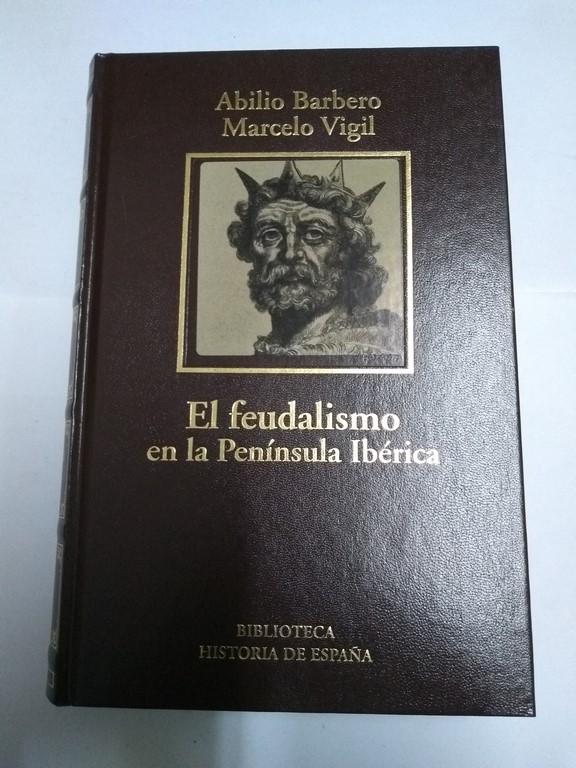 Abilio Barbero
Marcelo Vigil
El feudalismo
en la Península Ibérica
BIBLIOTECA
HISTORIA DE ESPAÑA